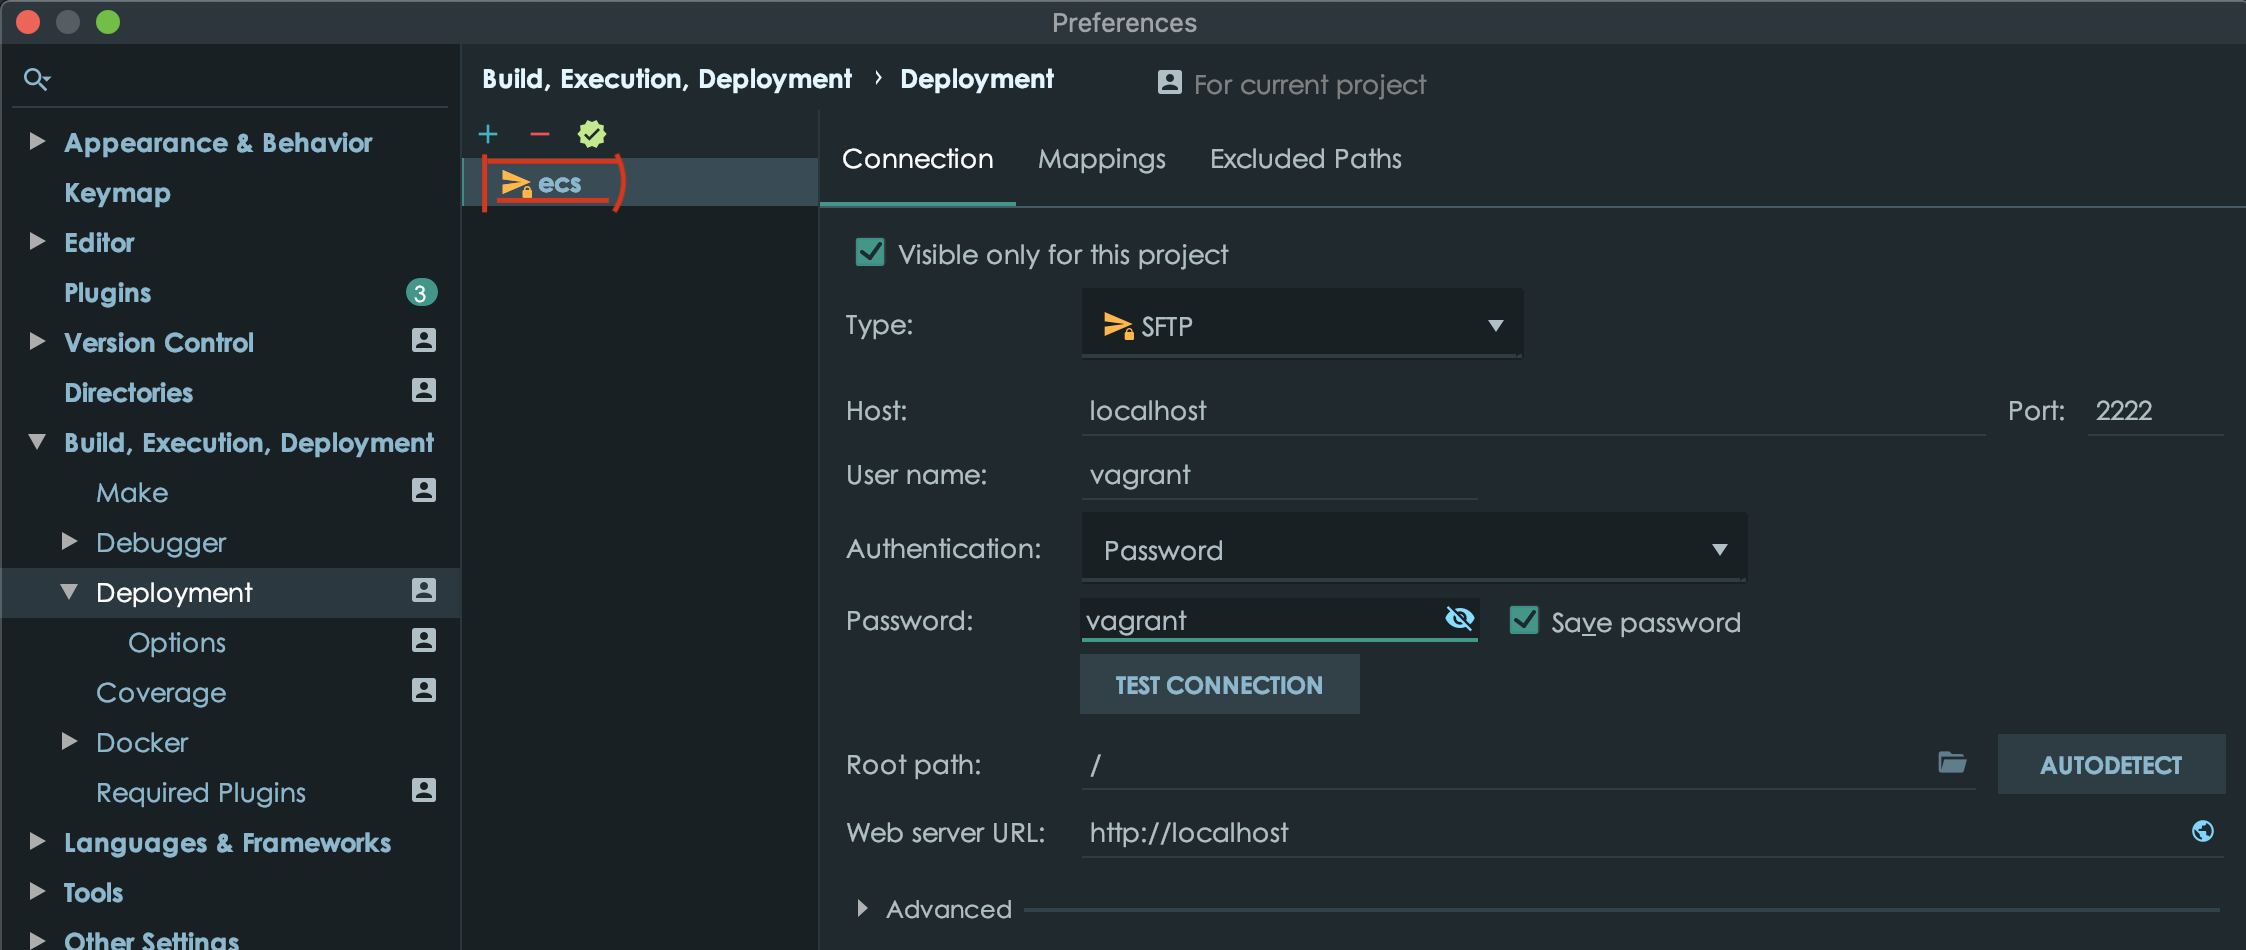 Preferences
Appearance & Behavior
Keymap
Editor
Plugins 3
Version Control
Directories
Build, Execution, Deployment
Make
Debugger
Deployment
Options
Coverage
Docker
Required Plugins
Languages & Frameworks
Tools
Other Settings
Build, Execution, Deployment › Deployment For current project
ecs
Connection Mappings Excluded Paths
Visible only for this project
Type: SFTP
Host: localhost Port: 2222
User name: vagrant
Authentication: Password
Password: vagrant Save password
TEST CONNECTION
Root path: / AUTODETECT
Web server URL: http://localhost
Advanced